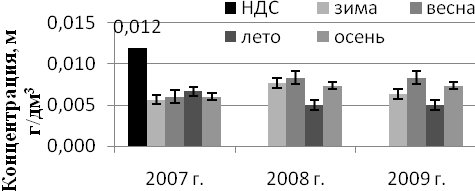 НДС зима весна
лето осень
Концентрация, м
г/дм³
0,015
0,012
0,010
0,005
0,000
2007 г. 2008 г. 2009 г.